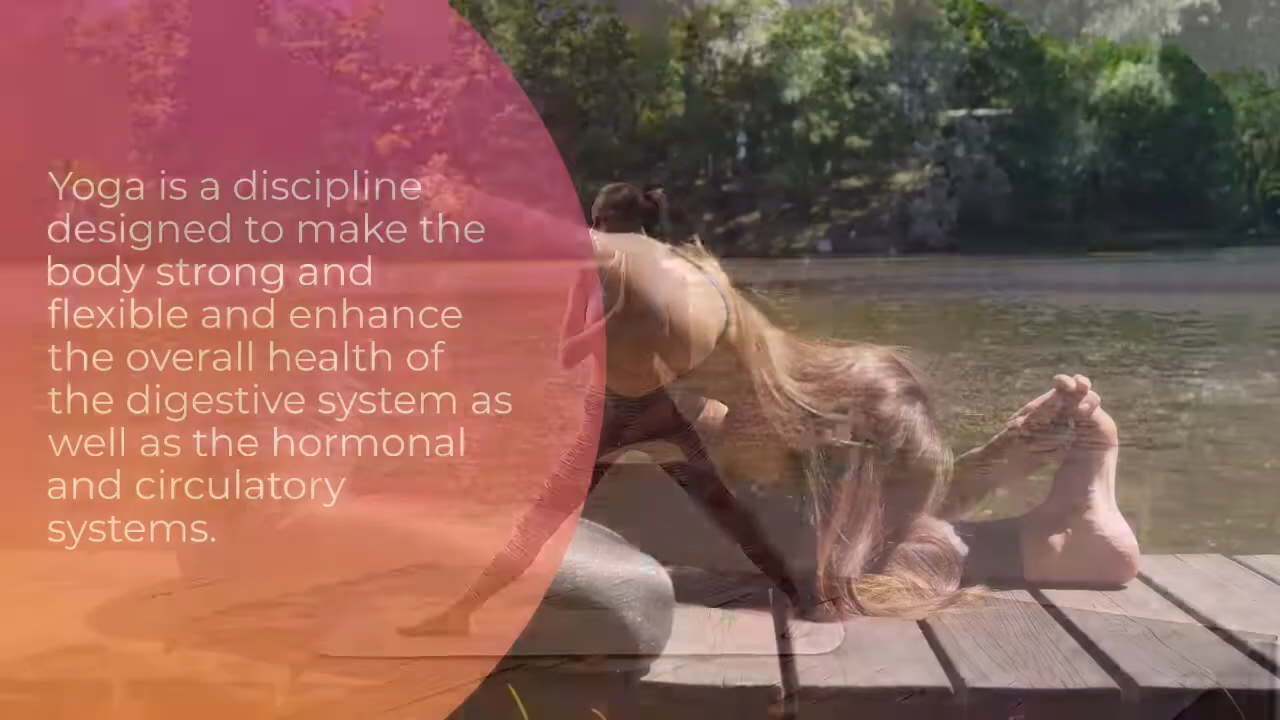 Yoga is a discipline
designed to make the
body strong and
flexible and enhance
the overall health of
the digestive system as
well as the hormonal
and circulatory
systems.